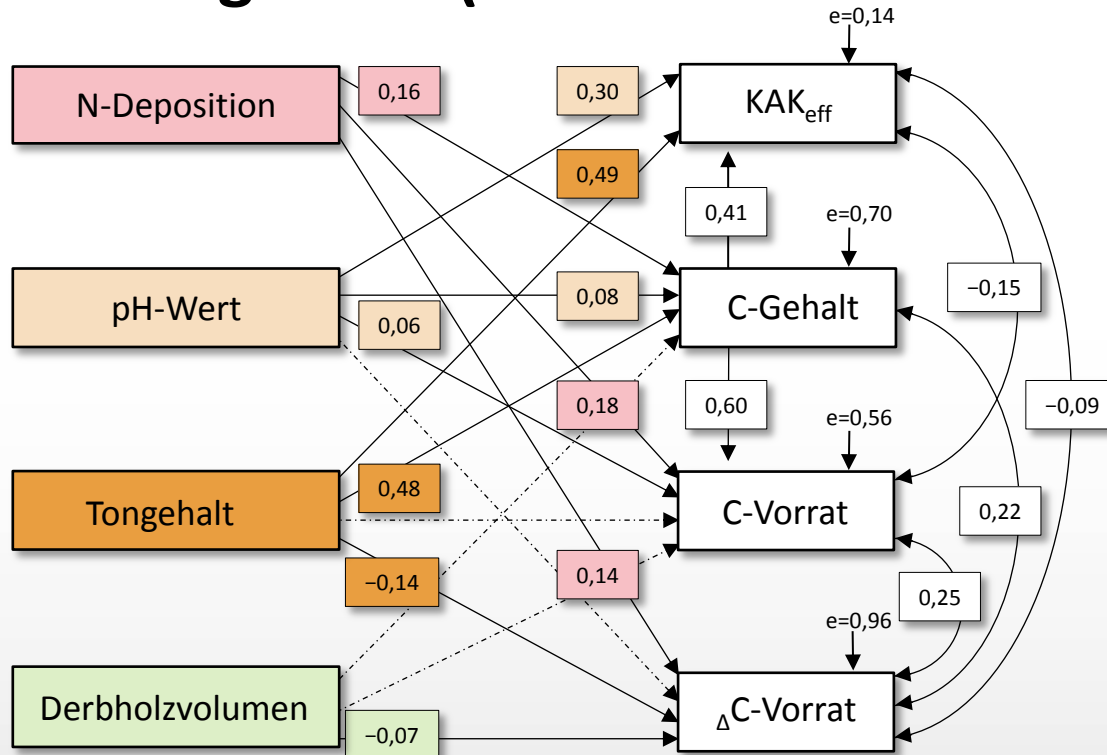 e=0,14
N-Deposition
0,16
0,30
KAKeff
0,49
0,41
e=0,70
pH-Wert
0,08
C-Gehalt
−0,15
0,06
0,18
0,60
−0,09
e=0,56
Tongehalt
0,48
C-Vorrat
0,22
−0,14
0,14
0,25
e=0,96
Derbholzvolumen
−0,07
ΔC-Vorrat